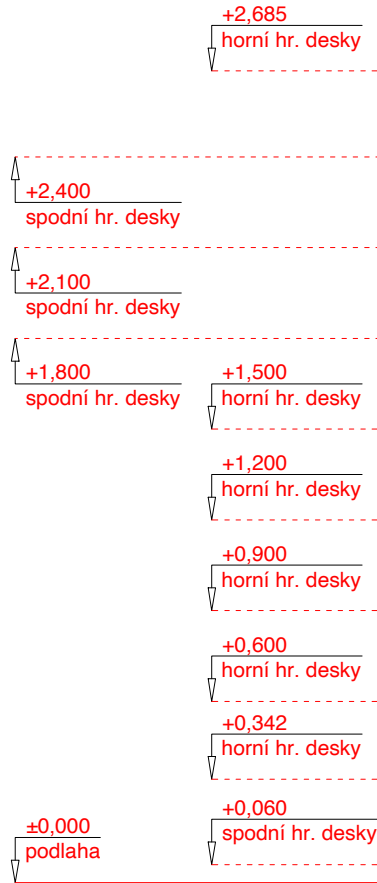 +2,685
horní hr. desky
+2,400
spodní hr. desky
+2,100
spodní hr. desky
+1,800
spodní hr. desky
+1,500
horní hr. desky
+1,200
horní hr. desky
+0,900
horní hr. desky
+0,600
horní hr. desky
+0,342
horní hr. desky
+0,060
spodní hr. desky
±0,000
podlaha